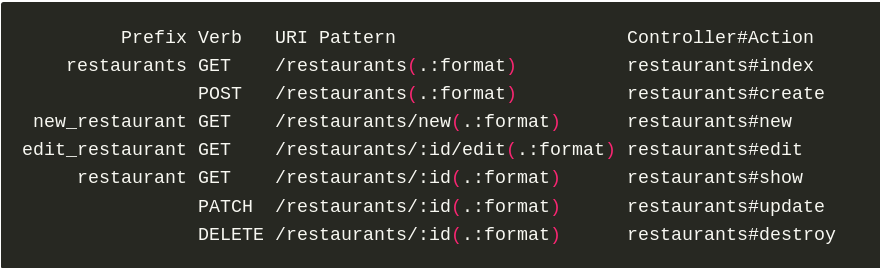 Prefix Verb   URI Pattern                     Controller#Action
restaurants GET    /restaurants(.:format)          restaurants#index
POST   /restaurants(.:format)          restaurants#create
new_restaurant GET    /restaurants/new(.:format)      restaurants#new
edit_restaurant GET    /restaurants/:id/edit(.:format) restaurants#edit
restaurant GET    /restaurants/:id(.:format)      restaurants#show
PATCH  /restaurants/:id(.:format)      restaurants#update
DELETE /restaurants/:id(.:format)      restaurants#destroy